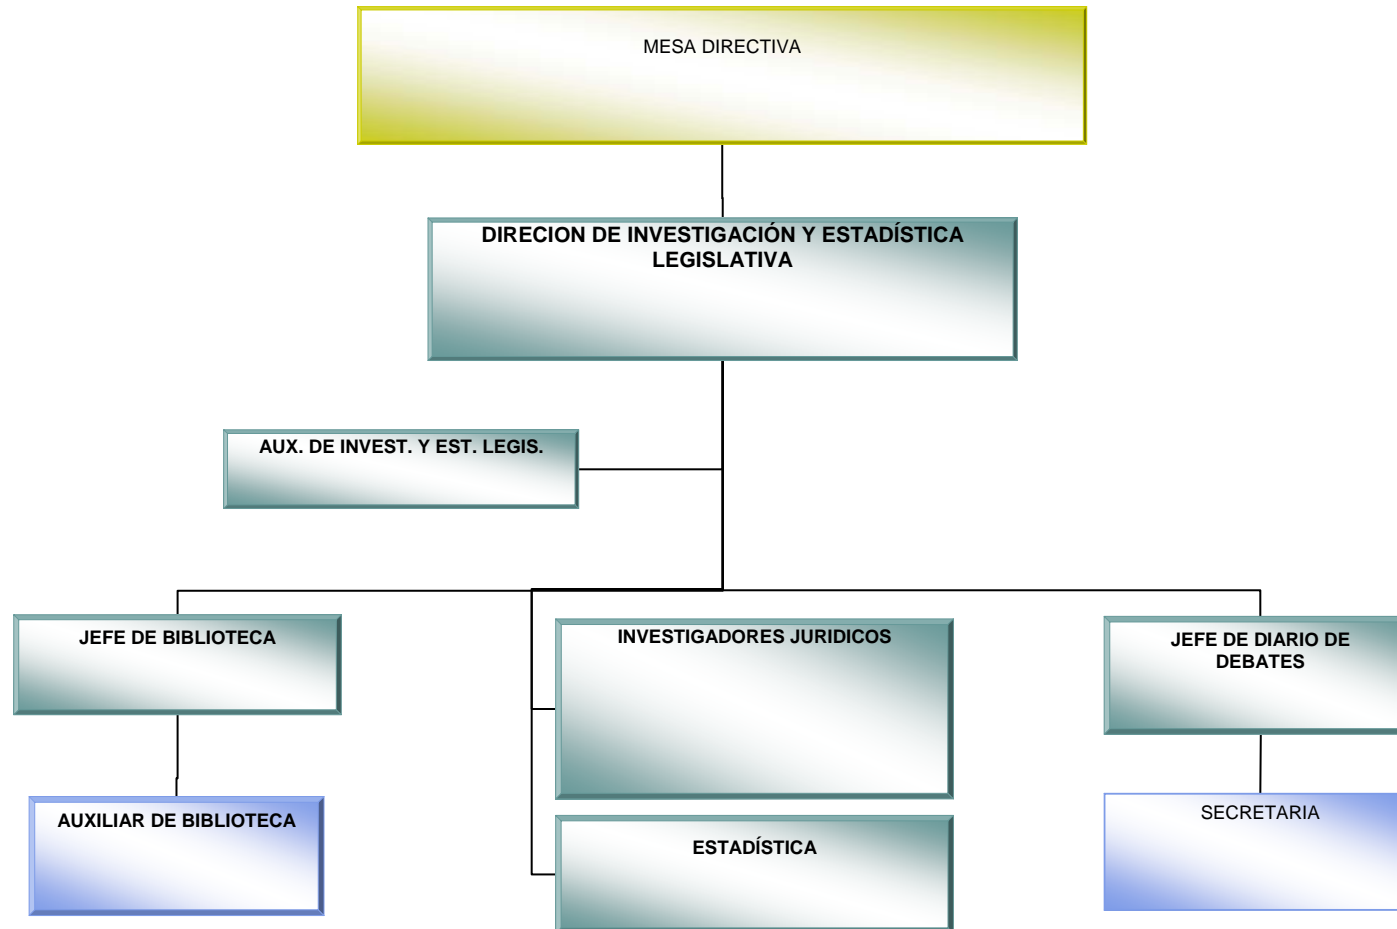 MESA DIRECTIVA
DIRECION DE INVESTIGACIÓN Y ESTADÍSTICA
LEGISLATIVA
AUX. DE INVEST. Y EST. LEGIS.
JEFE DE BIBLIOTECA
INVESTIGADORES JURIDICOS
JEFE DE DIARIO DE
DEBATES
AUXILIAR DE BIBLIOTECA
ESTADÍSTICA
SECRETARIA